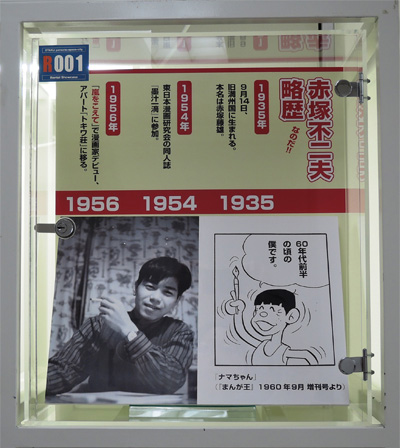 R001
赤塚不二夫
略歴
なのだ!!
1935年
9月14日、
旧満州国に生まれる。
本名は赤塚藤雄。
1954年
東日本漫画研究会の同人誌
「墨汁一滴」に参加。
1956年
「嵐をこえて」で漫画家デビュー、
アパート「トキワ荘」に移る。
1956 1954 1935
60年代前半
の頃の
僕です。
『ナマちゃん』
(『まんが王』1960年9月 増刊号より)